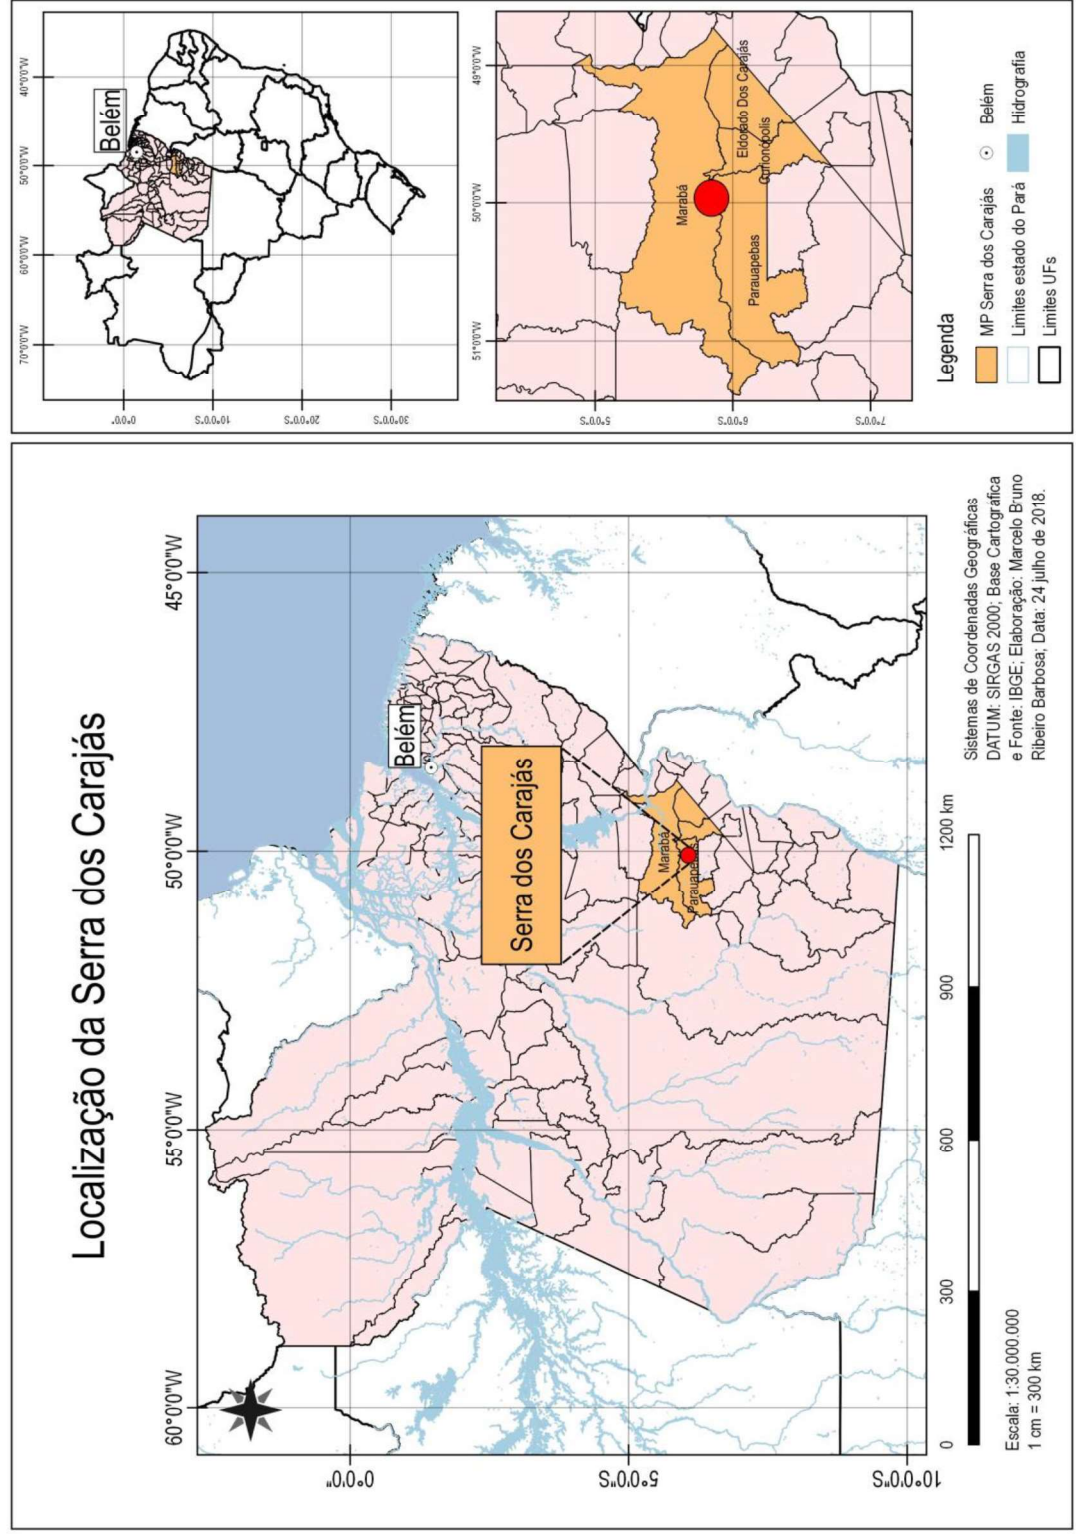 Localização da Serra dos Carajás
60°0'0"W
55°0'0"W
50°0'0"W
45°0'0"W
0°0'0"
5°0'0"S
10°0'0"S
Belém
Serra dos Carajás
Marabá
Parauapebas
0
300
600
900
1200 km
Escala: 1:30.000.000
1 cm = 300 km
Sistemas de Coordenadas Geográficas
DATUM: SIRGAS 2000; Base Cartográfica
e Fonte: IBGE; Elaboração: Marcelo Bruno
Ribeiro Barbosa; Data: 24 julho de 2018.
70°0'0"W
60°0'0"W
50°0'0"W
40°0'0"W
0°0'0"
10°0'0"S
20°0'0"S
30°0'0"S
Belém
51°0'0"W
50°0'0"W
49°0'0"W
5°0'0"S
6°0'0"S
7°0'0"S
Marabá
Eldorado Dos Carajás
Curionópolis
Parauapebas
Legenda
MP Serra dos Carajás
Belém
Limites estado do Pará
Hidrografia
Limites UFs